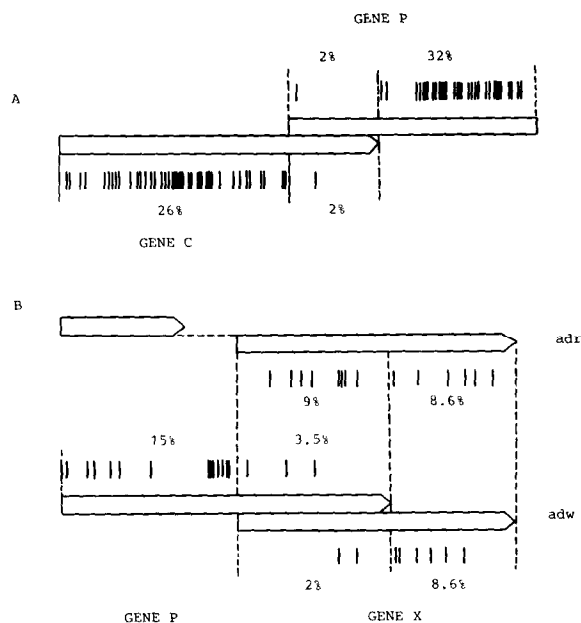 GENE P
2% 32%
A
26% 2%
GENE C
B
adr
9% 8.6%
15% 3.5%
adw
2% 8.6%
GENE P GENE X